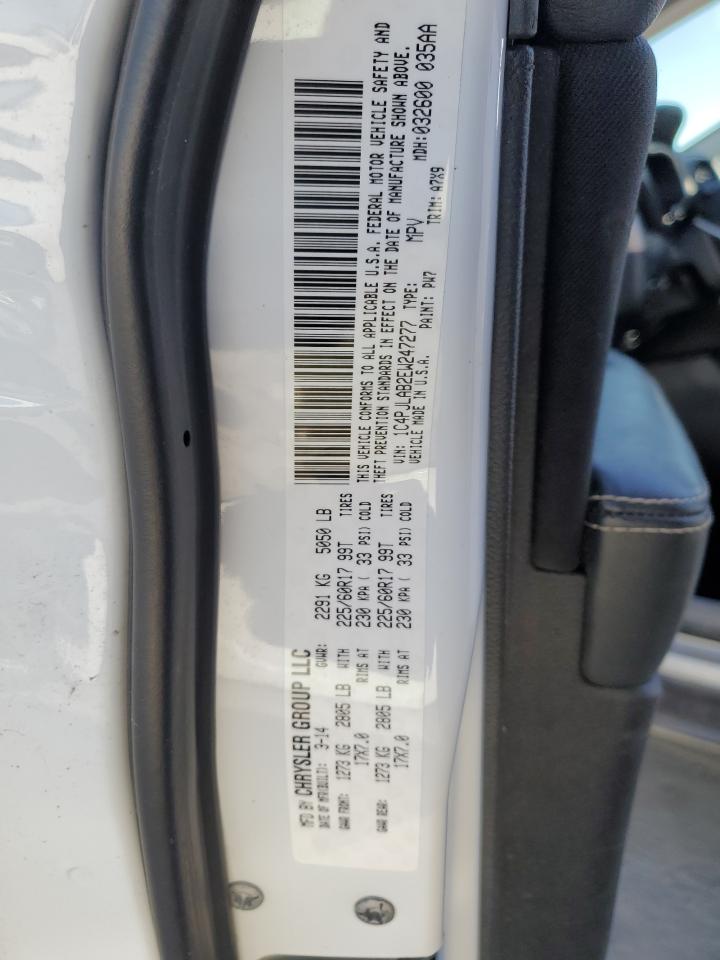 MFD BY CHRYSLER GROUP LLC
DATE OF MFR(BUILT): 3-14 GVWR: 2291 KG 5050 LB
GAWR FRONT: 1273 KG 2805 LB WITH 225/60R17 99T TIRES
17X7.0 RIMS AT 230 KPA ( 33 PSI) COLD
GAWR REAR: 1273 KG 2805 LB WITH 225/60R17 99T TIRES
17X7.0 RIMS AT 230 KPA ( 33 PSI) COLD
THIS VEHICLE CONFORMS TO ALL APPLICABLE U.S.A. FEDERAL MOTOR VEHICLE SAFETY AND
THEFT PREVENTION STANDARDS IN EFFECT ON THE DATE OF MANUFACTURE SHOWN ABOVE.
VIN: 1C4PJLAB2EW247277 TYPE: MPV MDH:032600 035AA
VEHICLE MADE IN U.S.A. PAINT: PW7 TRIM: A7X9